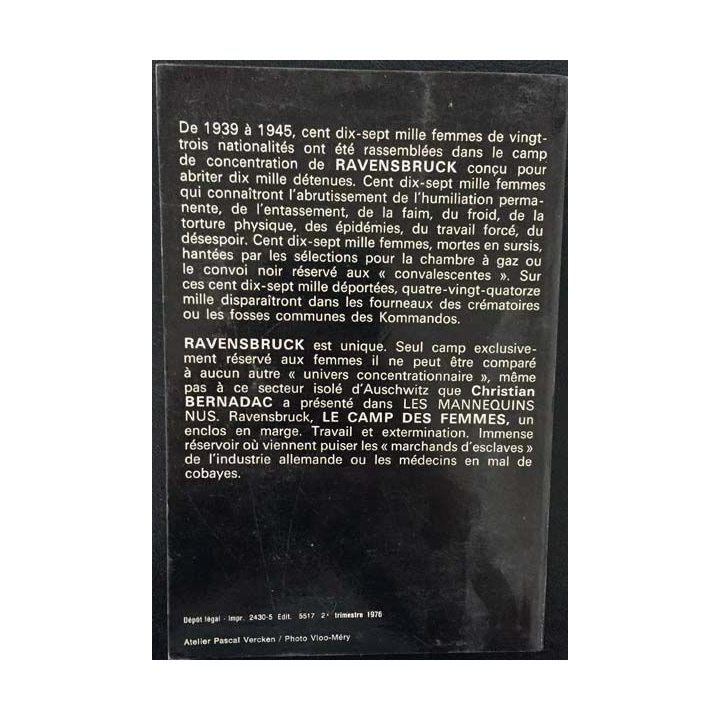 De 1939 à 1945, cent dix-sept mille femmes de vingt-
trois nationalités ont été rassemblées dans le camp
de concentration de RAVENSBRUCK conçu pour
abriter dix mille détenues. Cent dix-sept mille femmes
qui connaîtront l'abrutissement de l'humiliation perma-
nente, de l'entassement, de la faim, du froid, de la
torture physique, des épidémies, du travail forcé, du
désespoir. Cent dix-sept mille femmes, mortes en sursis,
hantées par les sélections pour la chambre à gaz ou
le convoi noir réservé aux « convalescentes ». Sur
ces cent dix-sept mille déportées, quatre-vingt-quatorze
mille disparaîtront dans les fourneaux des crématoires
ou les fosses communes des Kommandos.
RAVENSBRUCK est unique. Seul camp exclusive-
ment réservé aux femmes il ne peut être comparé
à aucun autre « univers concentrationnaire », même
pas à ce secteur isolé d'Auschwitz que Christian
BERNADAC a présenté dans LES MANNEQUINS
NUS. Ravensbruck, LE CAMP DES FEMMES, un
enclos en marge. Travail et extermination. Immense
réservoir où viennent puiser les « marchands d'esclaves »
de l'industrie allemande ou les médecins en mal de
cobayes.
Dépôt légal - Impr. 2430-5 Edit. 5517 2e trimestre 1976
Atelier Pascal Vercken / Photo Vloo-Méry